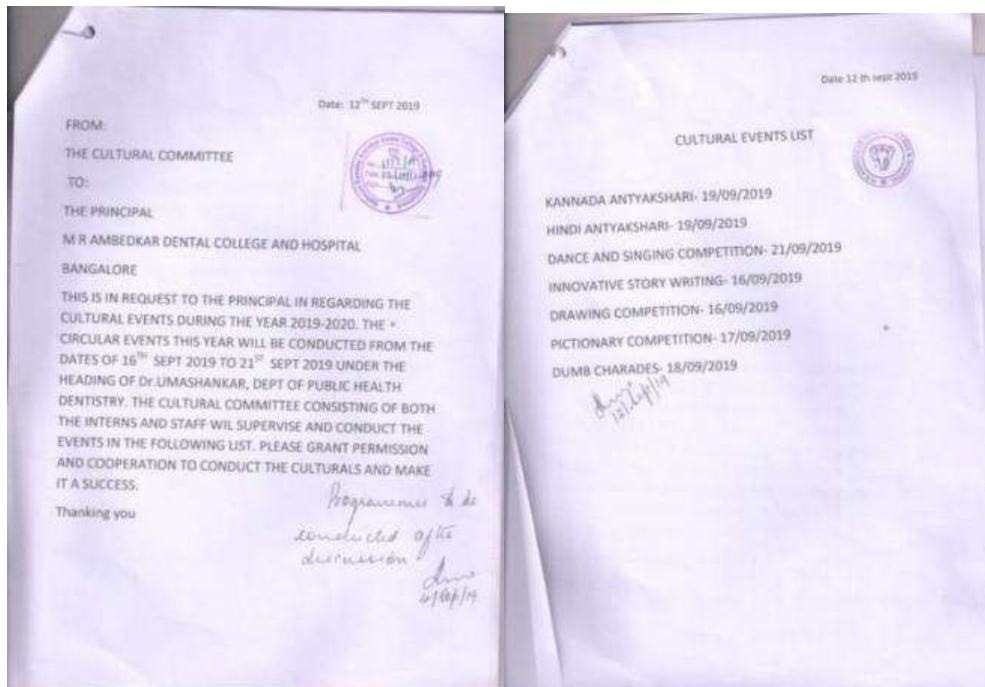 Date: 12TH SEPT 2019
FROM:
THE CULTURAL COMMITTEE
TO:
THE PRINCIPAL
M R AMBEDKAR DENTAL COLLEGE AND HOSPITAL
BANGALORE
THIS IS IN REQUEST TO THE PRINCIPAL IN REGARDING THE
CULTURAL EVENTS DURING THE YEAR 2019-2020. THE
CIRCULAR EVENTS THIS YEAR WILL BE CONDUCTED FROM THE
DATES OF 16TH SEPT 2019 TO 21ST SEPT 2019 UNDER THE
HEADING OF Dr.UMASHANKAR, DEPT OF PUBLIC HEALTH
DENTISTRY. THE CULTURAL COMMITTEE CONSISTING OF BOTH
THE INTERNS AND STAFF WIL SUPERVISE AND CONDUCT THE
EVENTS IN THE FOLLOWING LIST. PLEASE GRANT PERMISSION
AND COOPERATION TO CONDUCT THE CULTURALS AND MAKE
IT A SUCCESS.
Thanking you
Programmes to be
conducted after
discussion
Date 12 th sept 2019
CULTURAL EVENTS LIST
KANNADA ANTYAKSHARI- 19/09/2019
HINDI ANTYAKSHARI- 19/09/2019
DANCE AND SINGING COMPETITION- 21/09/2019
INNOVATIVE STORY WRITING- 16/09/2019
DRAWING COMPETITION- 16/09/2019
PICTIONARY COMPETITION- 17/09/2019
DUMB CHARADES- 18/09/2019
12/Sep/19